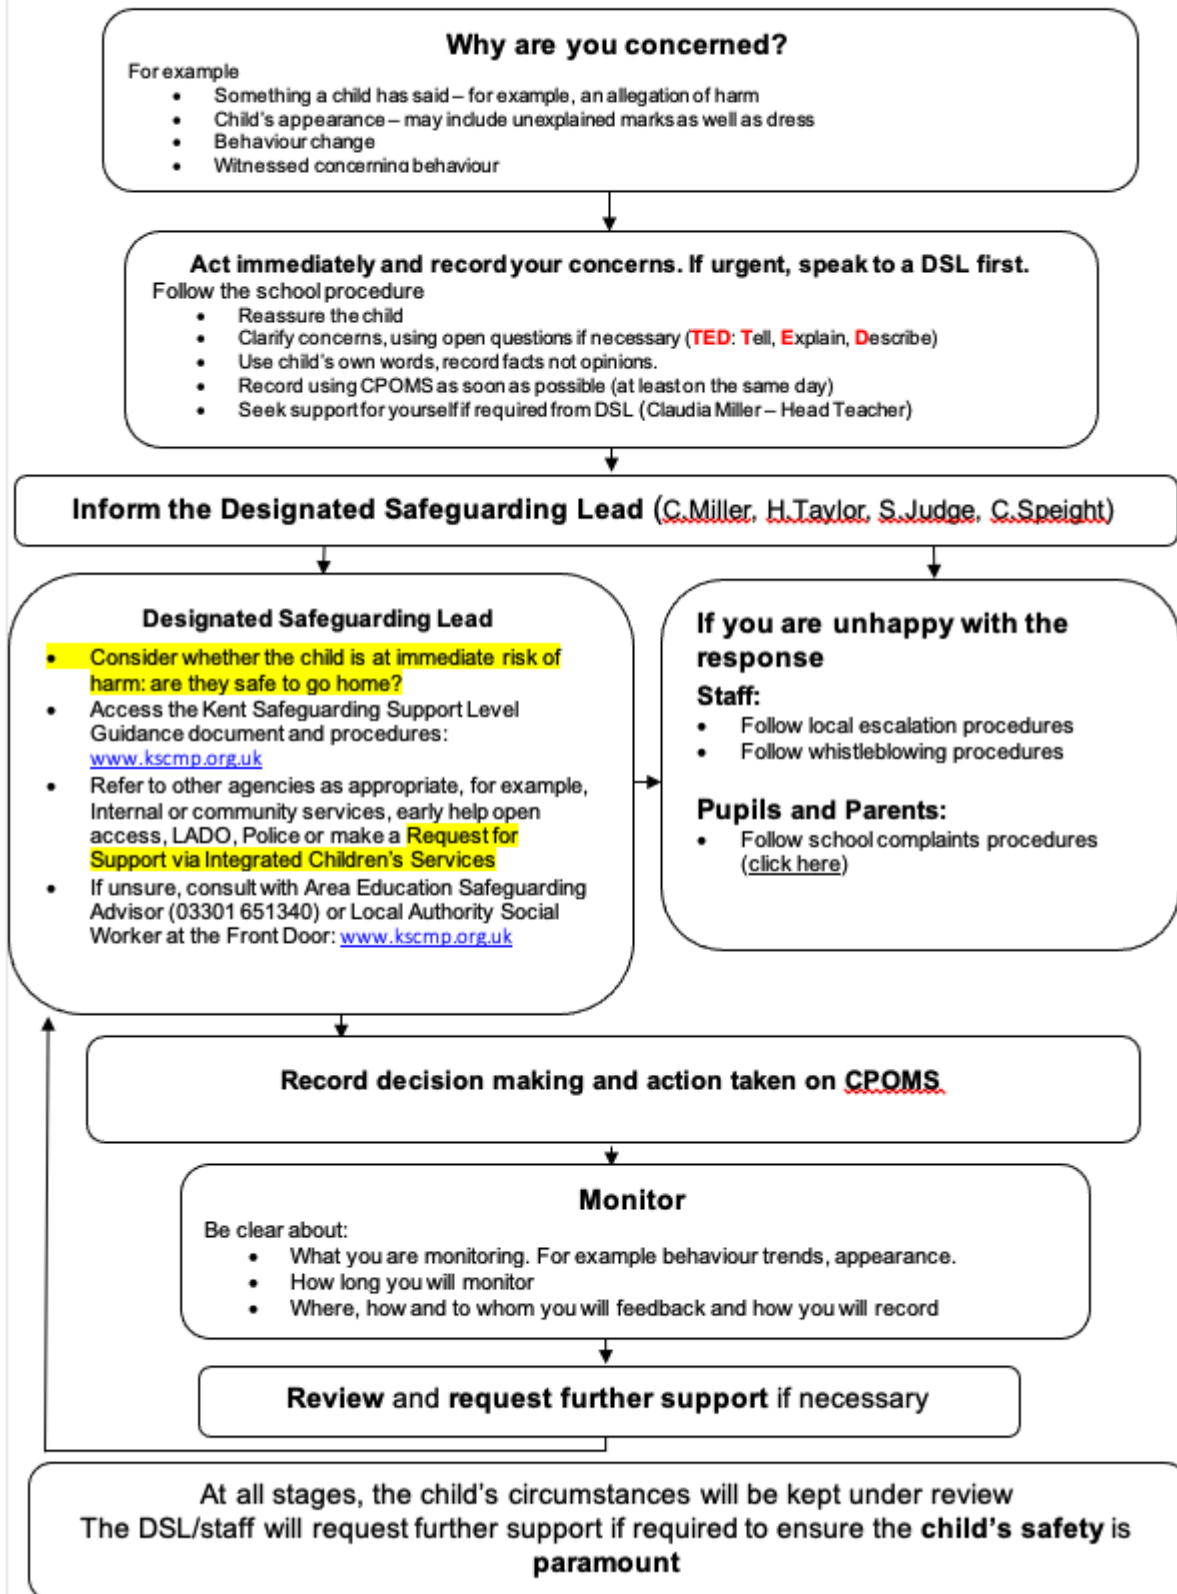 Why are you concerned?
For example
• Something a child has said – for example, an allegation of harm
• Child's appearance – may include unexplained marks as well as dress
• Behaviour change
• Witnessed concerning behaviour
Act immediately and record your concerns. If urgent, speak to a DSL first.
Follow the school procedure
• Reassure the child
• Clarify concerns, using open questions if necessary (TED: Tell, Explain, Describe)
• Use child's own words, record facts not opinions.
• Record using CPOMS as soon as possible (at least on the same day)
• Seek support for yourself if required from DSL (Claudia Miller – Head Teacher)
Inform the Designated Safeguarding Lead (C.Miller, H.Taylor, S.Judge, C.Speight)
Designated Safeguarding Lead
• Consider whether the child is at immediate risk of
harm: are they safe to go home?
• Access the Kent Safeguarding Support Level
Guidance document and procedures:
www.kscmp.org.uk
• Refer to other agencies as appropriate, for example,
Internal or community services, early help open
access, LADO, Police or make a Request for
Support via Integrated Children's Services
• If unsure, consult with Area Education Safeguarding
Advisor (03301 651340) or Local Authority Social
Worker at the Front Door: www.kscmp.org.uk
If you are unhappy with the
response
Staff:
• Follow local escalation procedures
• Follow whistleblowing procedures
Pupils and Parents:
• Follow school complaints procedures
(click here)
Record decision making and action taken on CPOMS
Monitor
Be clear about:
• What you are monitoring. For example behaviour trends, appearance.
• How long you will monitor
• Where, how and to whom you will feedback and how you will record
Review and request further support if necessary
At all stages, the child's circumstances will be kept under review
The DSL/staff will request further support if required to ensure the child's safety is
paramount